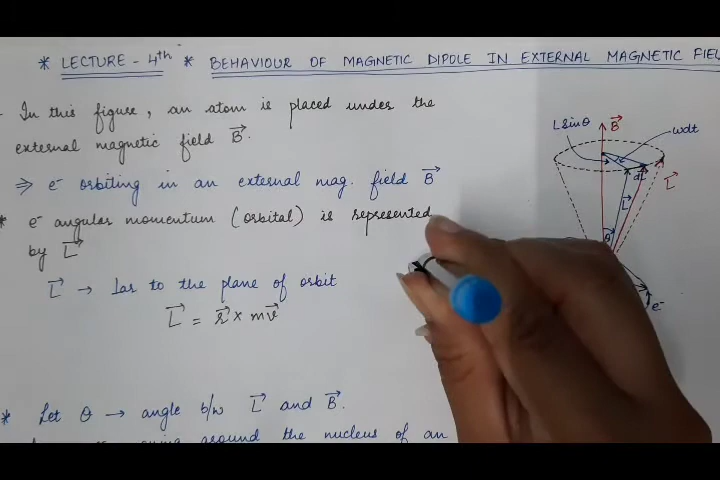 * LECTURE - 4th * BEHAVIOUR OF MAGNETIC DIPOLE IN EXTERNAL MAGNETIC FIEL
- In this figure, an atom is placed under the
external magnetic field B⃗.
⇒ e⁻ orbiting in an external mag. field B⃗
* e⁻ angular momentum (orbital) is represented
by L⃗
L⃗ → Lar to the plane of orbit
L⃗ = r⃗ × mv⃗
* Let θ → angle b/w L⃗ and B⃗.
around the nucleus of an
L sinθ
B⃗
ωdt
dL⃗
L⃗
L⃗
θ
e⁻